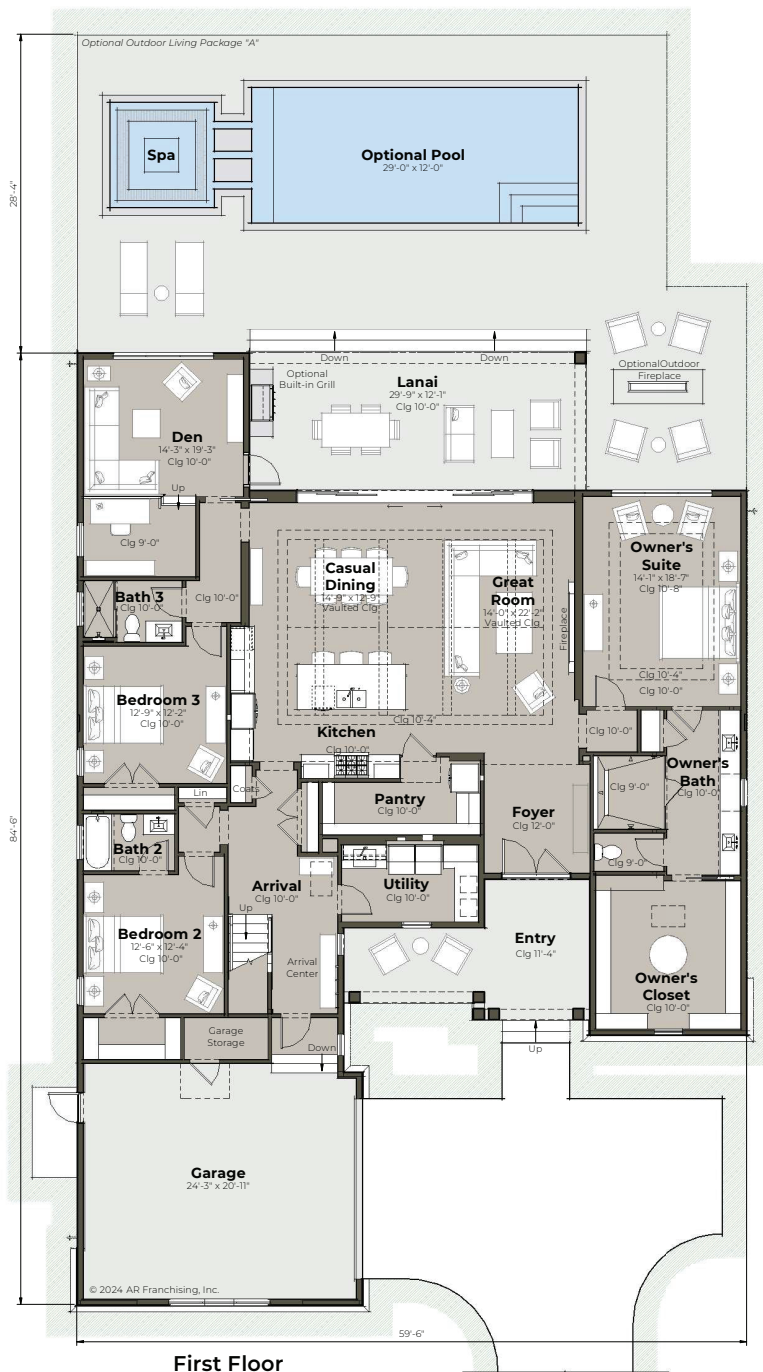 Optional Outdoor Living Package "A"
28'-4"
Spa
Optional Pool
29'-0" x 12'-0"
Down
Down
Optional
Built-in Grill
Lanai
29'-9" x 12'-1"
Clg 10'-0"
OptionalOutdoor
Fireplace
Den
14'-3" x 19'-3"
Clg 10'-0"
Up
Clg 9'-0"
Casual
Dining
14'-9" x 12'-9"
Vaulted Clg
Great
Room
14'-0" x 22'-2"
Vaulted Clg
Fireplace
Owner's
Suite
14'-1" x 18'-7"
Clg 10'-8"
Clg 10'-4"
Clg 10'-0"
Bath 3
Clg 10'-0"
Clg 10'-0"
Bedroom 3
12'-9" x 12'-2"
Clg 10'-0"
Clg 10'-4"
Kitchen
Clg 10'-0"
Clg 10'-0"
Owner's
Bath
Clg 10'-0"
Clg 9'-0"
Lin
Coats
Pantry
Clg 10'-0"
Foyer
Clg 12'-0"
84'-6"
Bath 2
Clg 10'-0"
Clg 9'-0"
Arrival
Clg 10'-0"
Utility
Clg 10'-0"
Up
Bedroom 2
12'-6" x 12'-4"
Clg 10'-0"
Arrival
Center
Entry
Clg 11'-4"
Owner's
Closet
Clg 10'-0"
Garage
Storage
Down
Up
Garage
24'-3" x 20'-11"
© 2024 AR Franchising, Inc.
59'-6"
First Floor